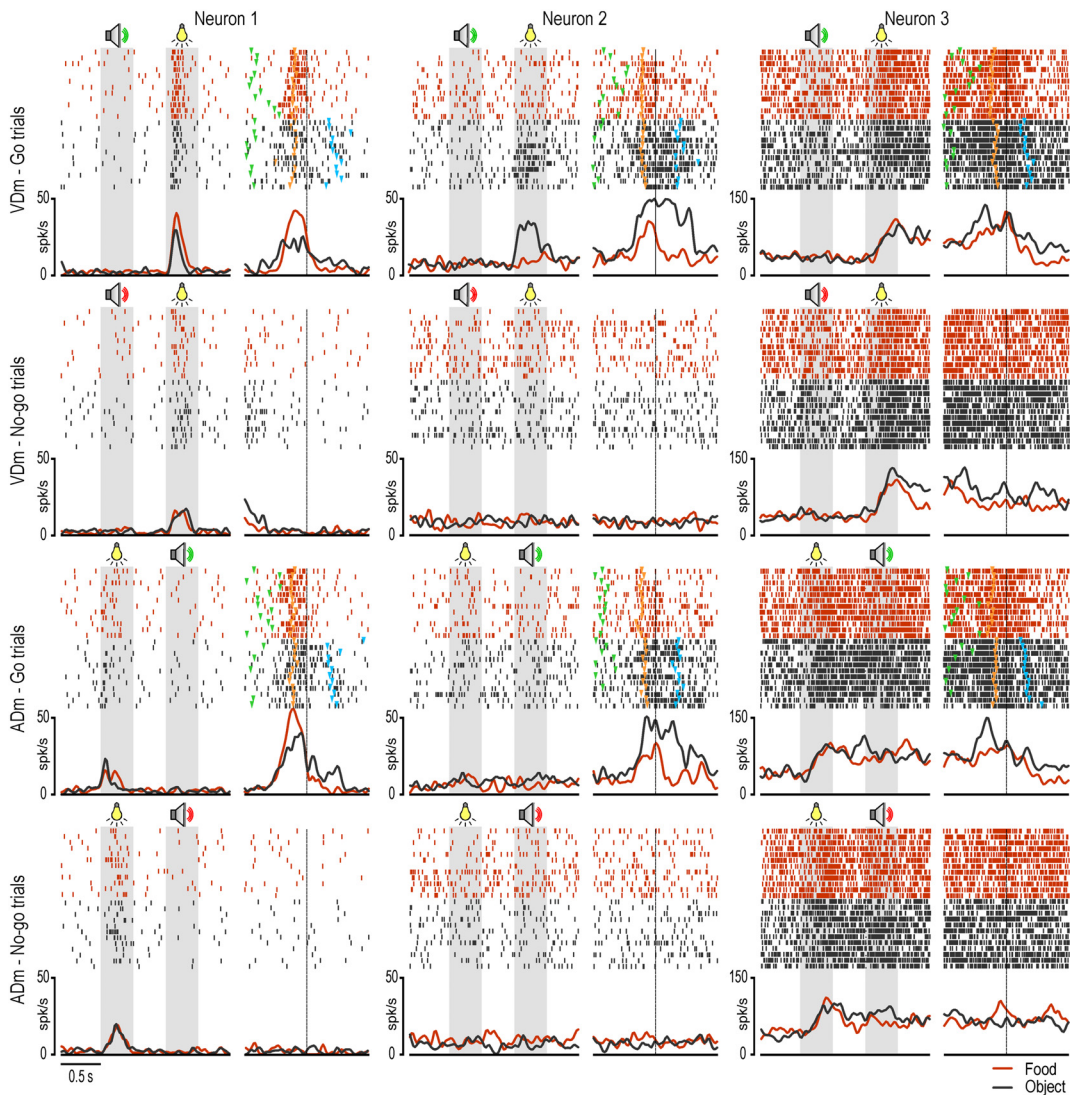 Neuron 1 Neuron 2 Neuron 3
VDm - Go trials
50 50 150
spk/s spk/s spk/s
0 0 0
VDm - No-go trials
50 50 150
spk/s spk/s spk/s
0 0 0
ADm - Go trials
50 50 150
spk/s spk/s spk/s
0 0 0
ADm - No-go trials
50 50 150
spk/s spk/s spk/s
0 0 0
0.5 s
Food
Object